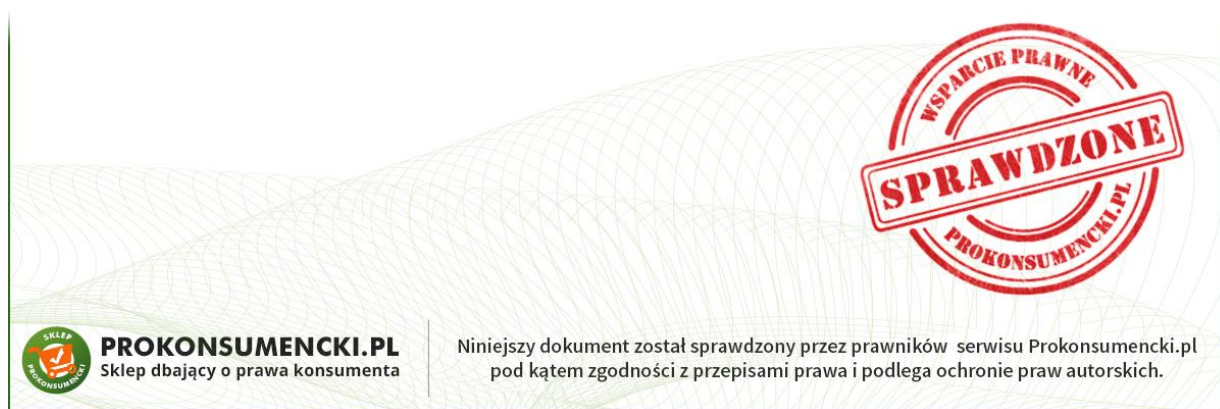 WSPARCIE PRAWNE
SPRAWDZONE
PROKONSUMENCKI.PL
SKLEP
PROKONSUMENCKI
PROKONSUMENCKI.PL
Sklep dbający o prawa konsumenta
Niniejszy dokument został sprawdzony przez prawników serwisu Prokonsumencki.pl
pod kątem zgodności z przepisami prawa i podlega ochronie praw autorskich.